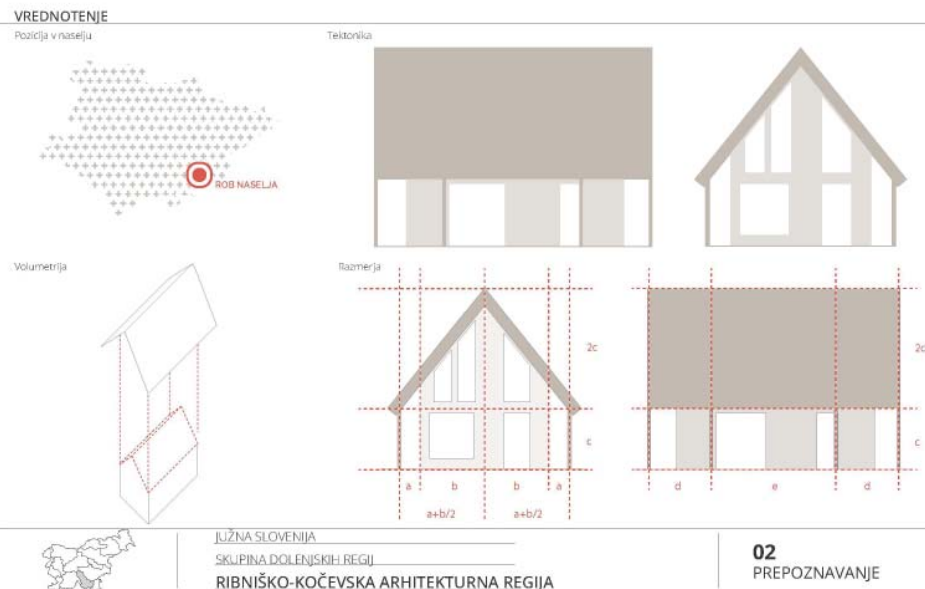 VREDNOTENJE
Pozicija v naselju
Tektonika
ROB NASELJA
Volumetrija
Razmerja
2c
c
a b b a
a+b/2 a+b/2
2c
c
d e d
JUŽNA SLOVENIJA
SKUPINA DOLENJSKIH REGIJ
RIBNIŠKO-KOČEVSKA ARHITEKTURNA REGIJA
02
PREPOZNAVANJE